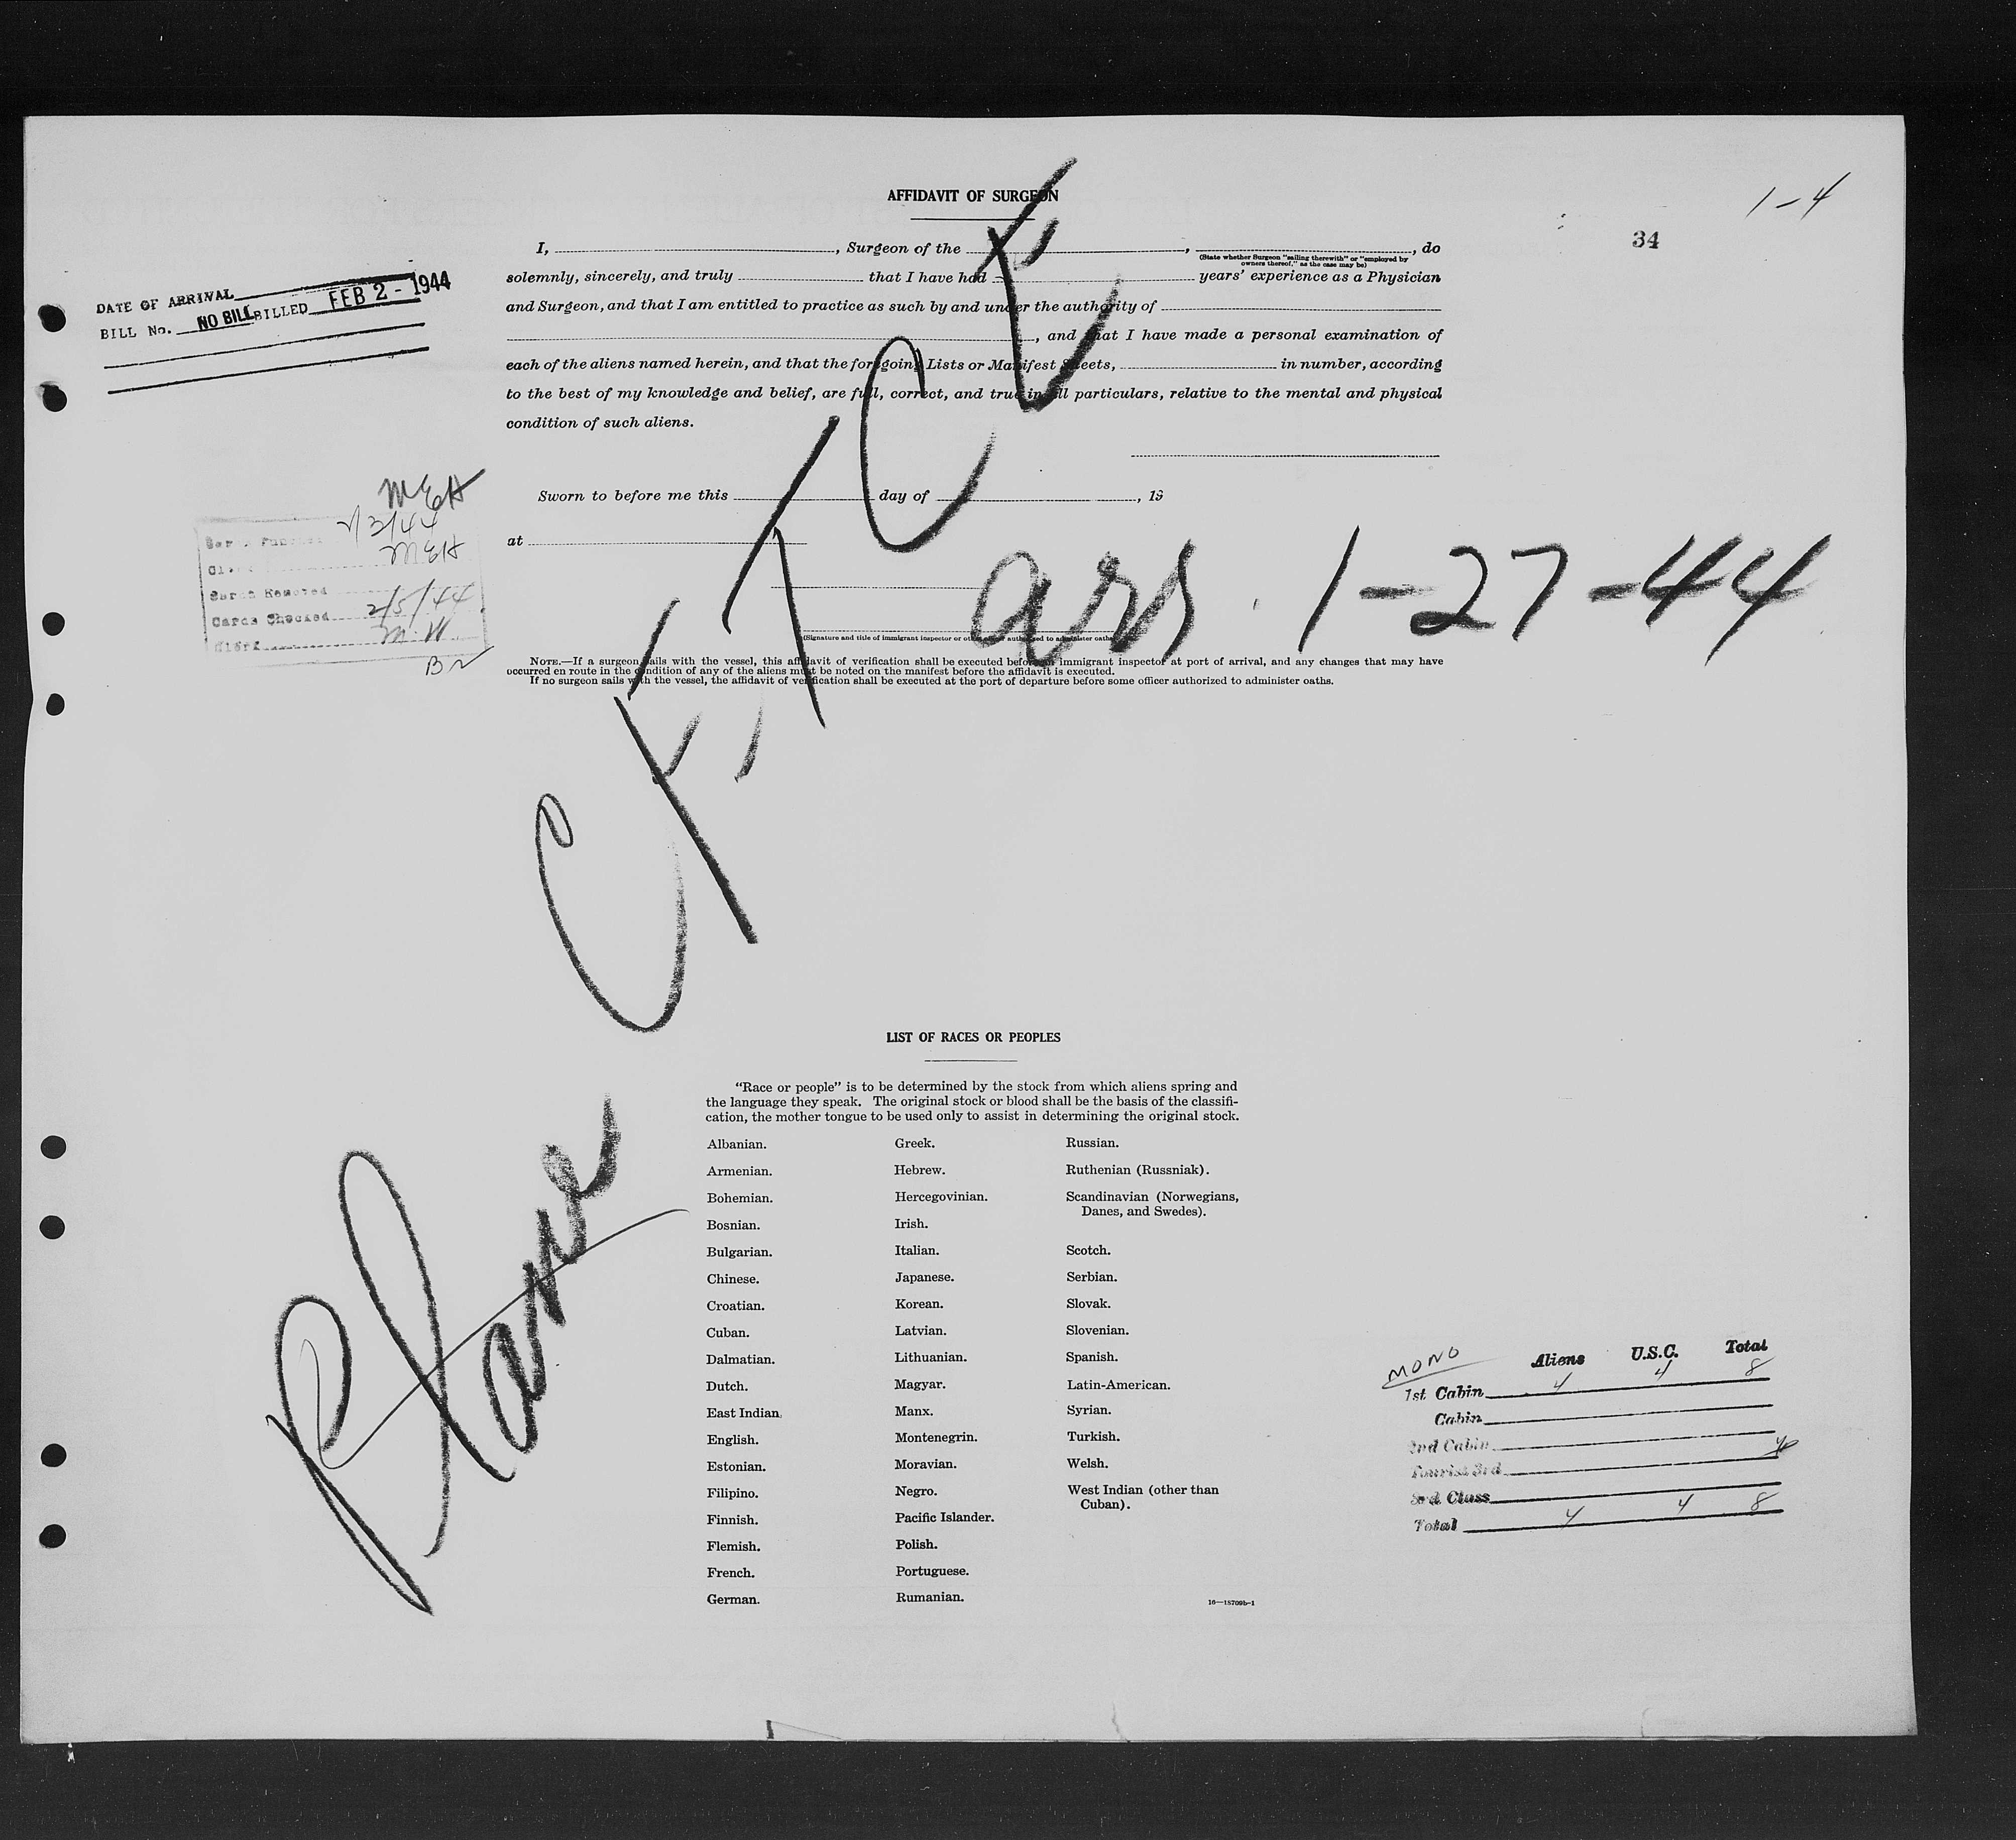 AFFIDAVIT OF SURGEON
1-4
34
I, , Surgeon of the , , do
(State whether Surgeon "sailing therewith" or "employed by
owners thereof," as the case may be)
solemnly, sincerely, and truly that I have had years' experience as a Physician
and Surgeon, and that I am entitled to practice as such by and under the authority of
, and that I have made a personal examination of
each of the aliens named herein, and that the foregoing Lists or Manifest Sheets, in number, according
to the best of my knowledge and belief, are full, correct, and true in all particulars, relative to the mental and physical
condition of such aliens.
Sworn to before me this day of , 19
at
(Signature and title of immigrant inspector or other authorized to administer oaths)
NOTE.—If a surgeon sails with the vessel, this affidavit of verification shall be executed before an immigrant inspector at port of arrival, and any changes that may have
occurred en route in the condition of any of the aliens must be noted on the manifest before the affidavit is executed.
If no surgeon sails with the vessel, the affidavit of verification shall be executed at the port of departure before some officer authorized to administer oaths.
DATE OF ARRIVAL
BILL No. NO BILL BILLED FEB 2 - 1944
MEH
2/3/44
MEH
Cards Checked 2/5/44
Clerk M.W.
arr. 1-27-44
Plane
LIST OF RACES OR PEOPLES
"Race or people" is to be determined by the stock from which aliens spring and
the language they speak. The original stock or blood shall be the basis of the classifi-
cation, the mother tongue to be used only to assist in determining the original stock.
Albanian.
Armenian.
Bohemian.
Bosnian.
Bulgarian.
Chinese.
Croatian.
Cuban.
Dalmatian.
Dutch.
East Indian.
English.
Estonian.
Filipino.
Finnish.
Flemish.
French.
German.
Greek.
Hebrew.
Hercegovinian.
Irish.
Italian.
Japanese.
Korean.
Latvian.
Lithuanian.
Magyar.
Manx.
Montenegrin.
Moravian.
Negro.
Pacific Islander.
Polish.
Portuguese.
Rumanian.
Russian.
Ruthenian (Russniak).
Scandinavian (Norwegians,
Danes, and Swedes).
Scotch.
Serbian.
Slovak.
Slovenian.
Spanish.
Latin-American.
Syrian.
Turkish.
Welsh.
West Indian (other than
Cuban).
16—15709b-1
MONO Aliens U.S.C. Total
1st Cabin 4 4 8
Cabin
2nd Cabin
Tourist 3rd
3rd Class
Total 4 4 8